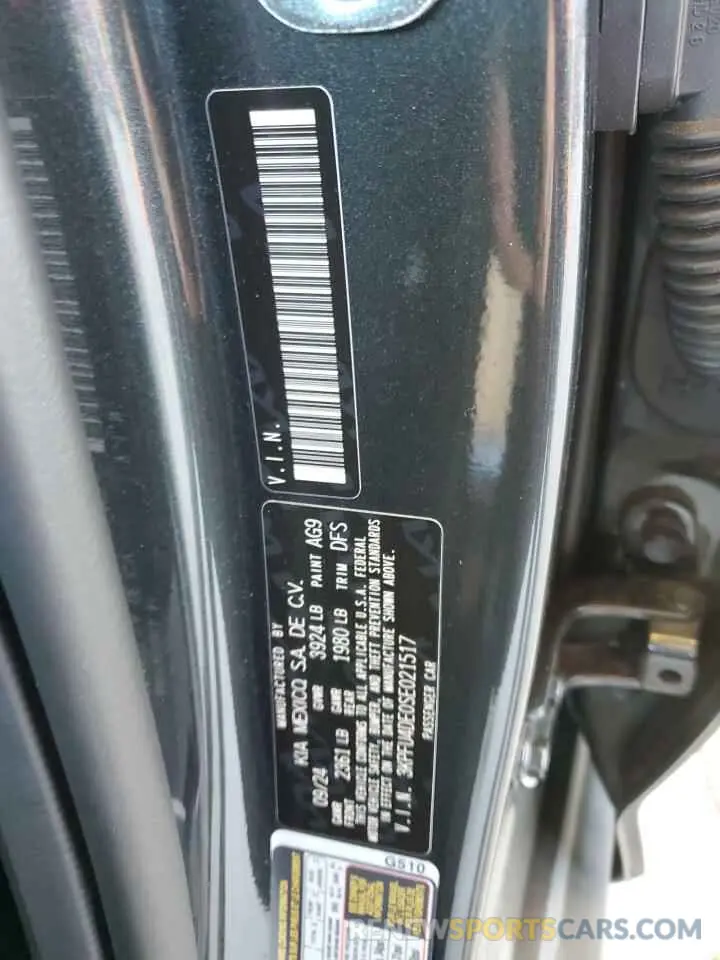 V.I.N.
MANUFACTURED BY
KIA MEXICO, S.A. DE C.V.
09/24 GVWR 3924 LB PAINT AG9
GAWR FRNT 2361 LB GAWR REAR 1980 LB TRIM DFS
THIS VEHICLE CONFORMS TO ALL APPLICABLE U.S.A. FEDERAL
MOTOR VEHICLE SAFETY, BUMPER, AND THEFT PREVENTION STANDARDS
IN EFFECT ON THE DATE OF MANUFACTURE SHOWN ABOVE.
V.I.N. 3KPFU4DE0SE021517
PASSENGER CAR
G510
RENEWSPORTSCARS.COM